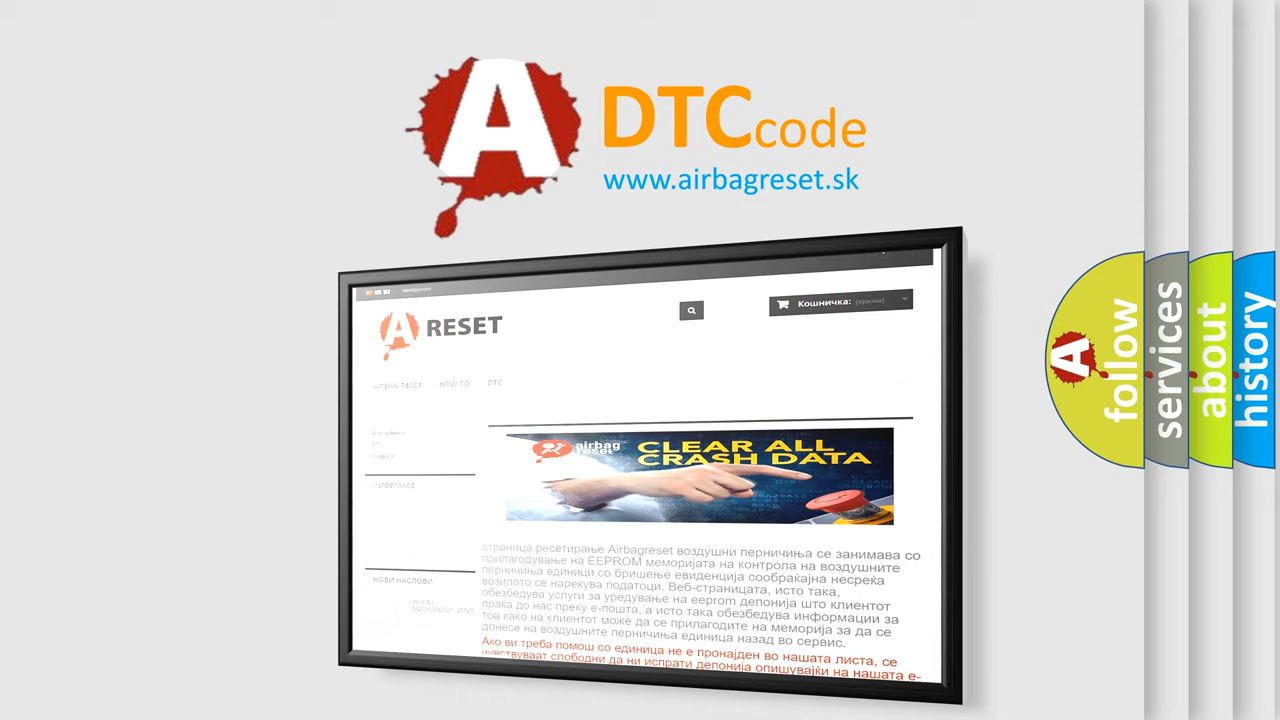 A DTC code
www.airbagreset.sk
A RESET
Кошничка: (празни)
AIRBAG RESET HOW TO DTC
INFORMACE
НОВИ НАСЛОВИ
airbag
reset
CLEAR ALL
CRASH DATA
страница ресетирање Airbagreset воздушни перничиња се занимава со
прилагодување на EEPROM меморијата на контрола на воздушните
перничиња единици со бришење евиденција сообраќајна несреќа
возилото се нарекува податоци. Веб-страницата, исто така,
обезбедува услуги за уредување на eeprom депонија што клиентот
праќа до нас преку е-пошта, а исто така обезбедува информации за
тоа како на клиентот може да се прилагодите на меморија за да се
донесе на воздушните перничиња единица назад во сервис.
Ако ви треба помош со единица не е пронајден во нашата листа, се
чувствуваат слободни да ни испрати депонија опишувајќи на нашата е-
A follow
services
about
history